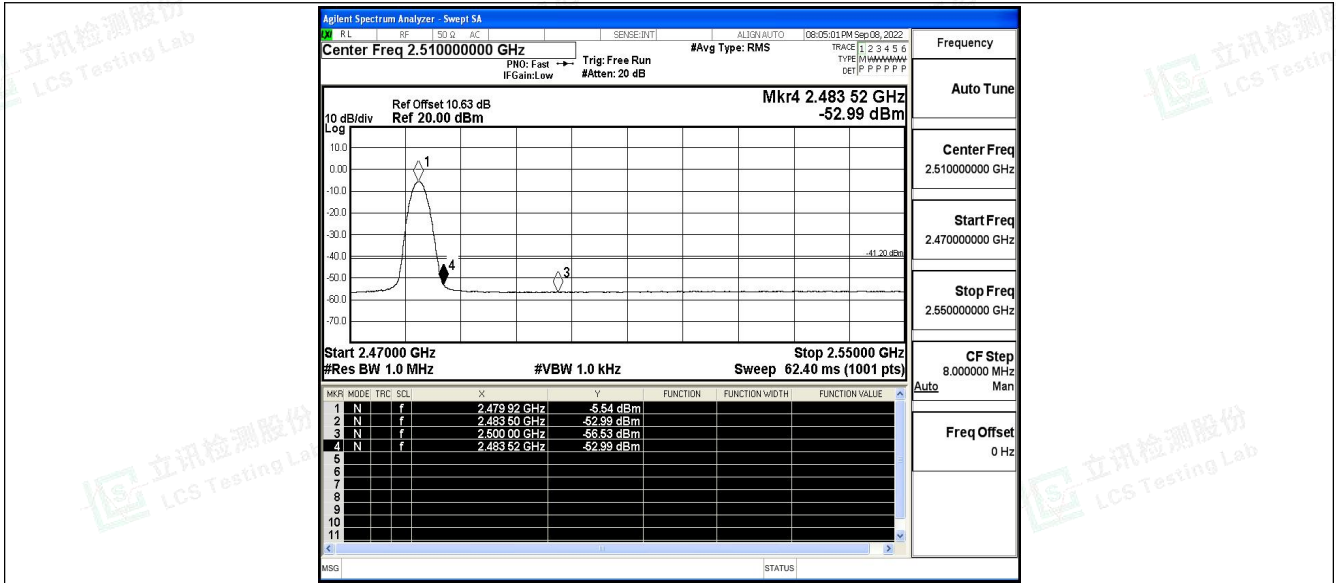 立讯检测股份
LCS Testing Lab
立讯检测股份
LCS Testing Lab
Agilent Spectrum Analyzer - Swept SA
LXI RL RF 50 Ω AC SENSE:INT ALIGN AUTO 08:05:01 PM Sep 08, 2022
Center Freq 2.510000000 GHz
PNO: Fast
IFGain:Low
Trig: Free Run
#Atten: 20 dB
#Avg Type: RMS
TRACE 1 2 3 4 5 6
TYPE M W W W W W
DET P P P P P P
Ref Offset 10.63 dB
10 dB/div Ref 20.00 dBm
Log
Mkr4 2.483 52 GHz
-52.99 dBm
10.0
0.00
-10.0
-20.0
-30.0
-40.0
-50.0
-60.0
-70.0
1
4
3
-41.20 dBm
Start 2.47000 GHz Stop 2.55000 GHz
#Res BW 1.0 MHz #VBW 1.0 kHz Sweep 62.40 ms (1001 pts)
MKR MODE TRC SCL X Y FUNCTION FUNCTION WIDTH FUNCTION VALUE
1 N f 2.479 92 GHz -5.54 dBm
2 N f 2.483 50 GHz -52.99 dBm
3 N f 2.500 00 GHz -56.53 dBm
4 N f 2.483 52 GHz -52.99 dBm
5
6
7
8
9
10
11
MSG STATUS
Frequency
Auto Tune
Center Freq
2.510000000 GHz
Start Freq
2.470000000 GHz
Stop Freq
2.550000000 GHz
CF Step
8.000000 MHz
Auto Man
Freq Offset
0 Hz
立讯检测股份
LCS Testing Lab
立讯检测股份
LCS Testing Lab